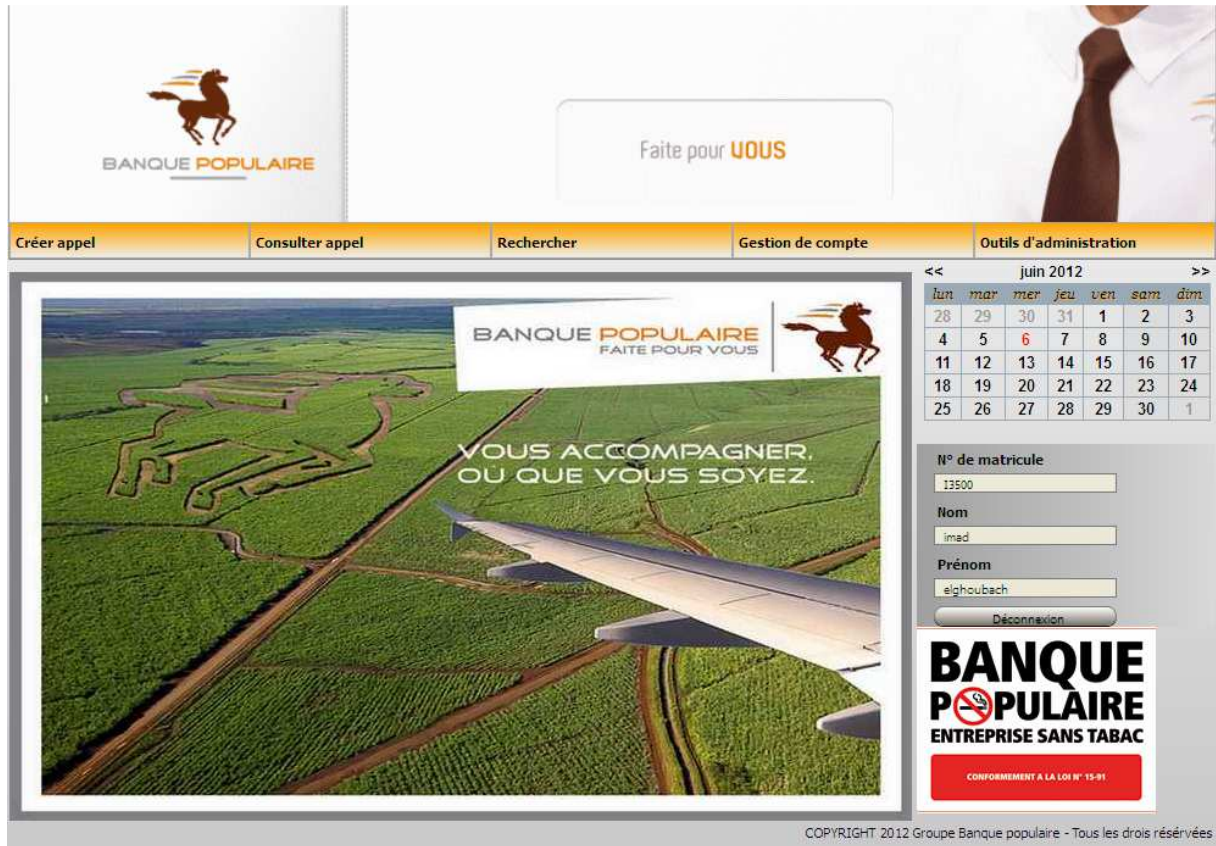 BANQUE POPULAIRE
Faite pour VOUS
Créer appel
Consulter appel
Rechercher
Gestion de compte
Outils d'administration
BANQUE POPULAIRE
FAITE POUR VOUS
VOUS ACCOMPAGNER,
OÙ QUE VOUS SOYEZ.
<< juin 2012 >>
lun mar mer jeu ven sam dim
28 29 30 31 1 2 3
4 5 6 7 8 9 10
11 12 13 14 15 16 17
18 19 20 21 22 23 24
25 26 27 28 29 30 1
N° de matricule
13500
Nom
imad
Prénom
elghoubach
Déconnexion
BANQUE
POPULAIRE
ENTREPRISE SANS TABAC
CONFORMEMENT A LA LOI N° 15-91
COPYRIGHT 2012 Groupe Banque populaire - Tous les drois résérvées